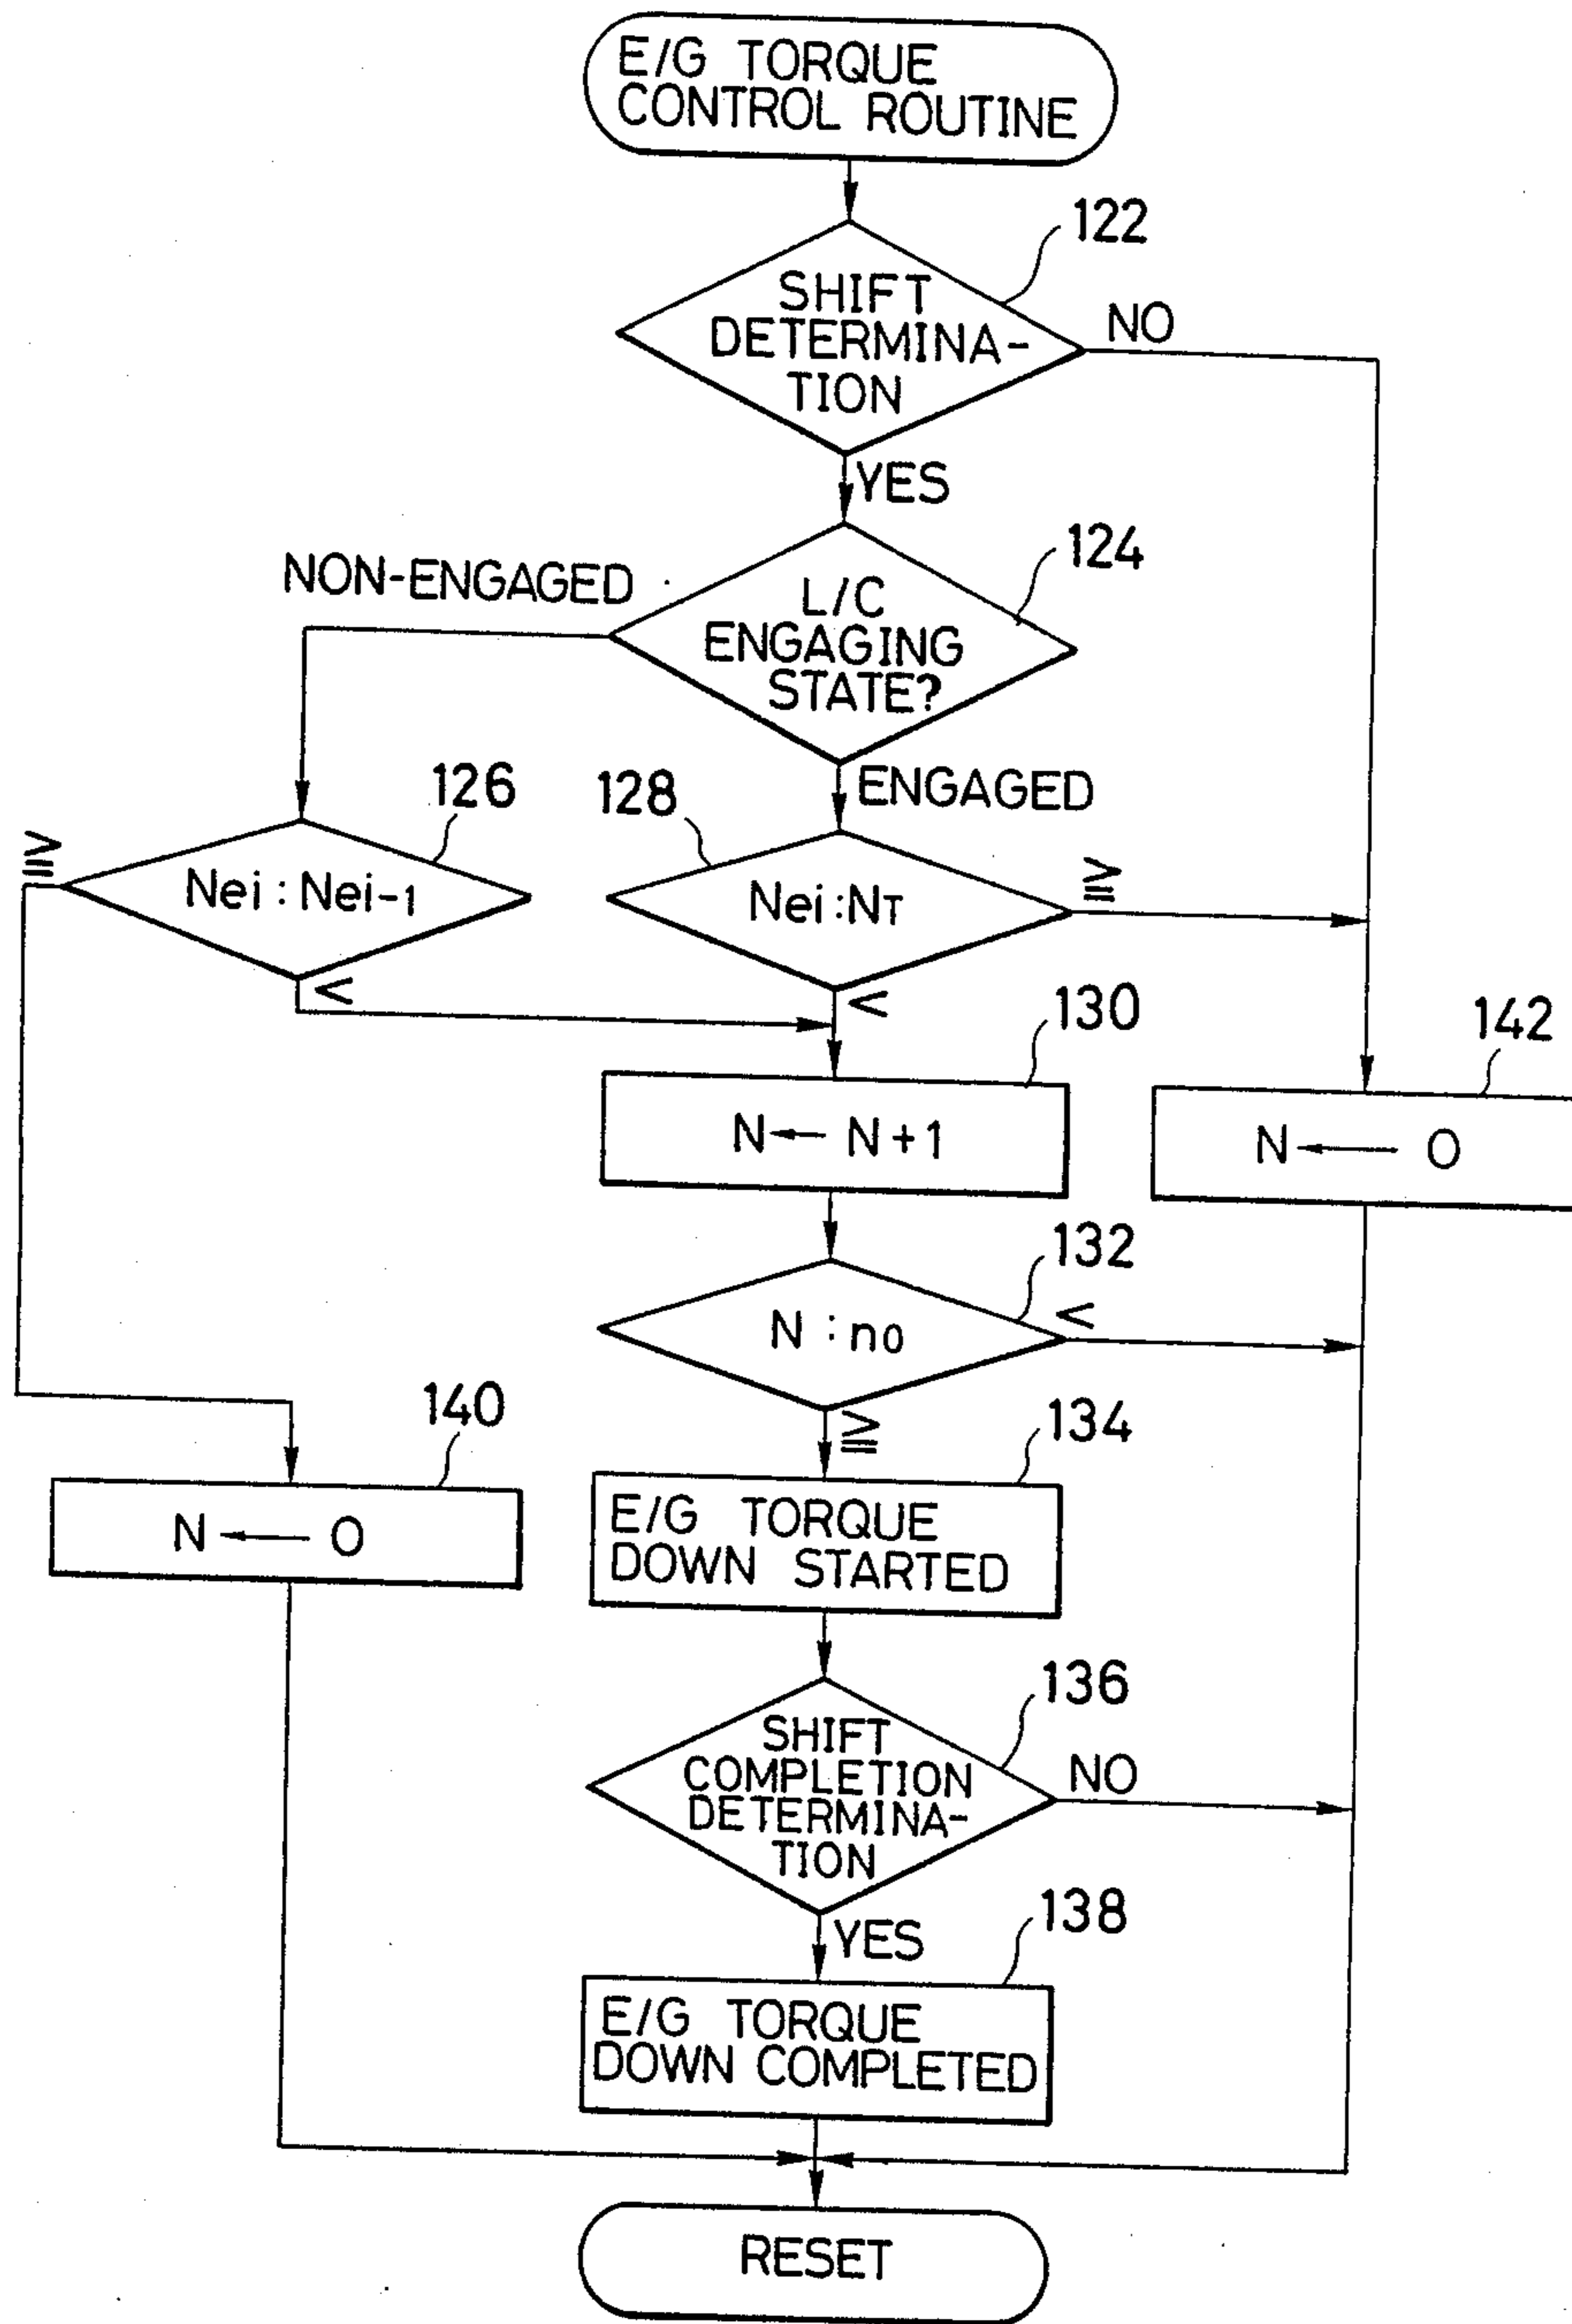 E/G TORQUE
CONTROL ROUTINE
122
SHIFT
DETERMINA-
TION
NO
YES
124
NON-ENGAGED
L/C
ENGAGING
STATE?
ENGAGED
126
128
≧
Nei : Nei-1
Nei : NT
≧
<
<
130
142
N ← N+1
N ← 0
132
N : no
<
≧
140
134
N ← 0
E/G TORQUE
DOWN STARTED
136
SHIFT
COMPLETION
DETERMINA-
TION
NO
YES
138
E/G TORQUE
DOWN COMPLETED
RESET